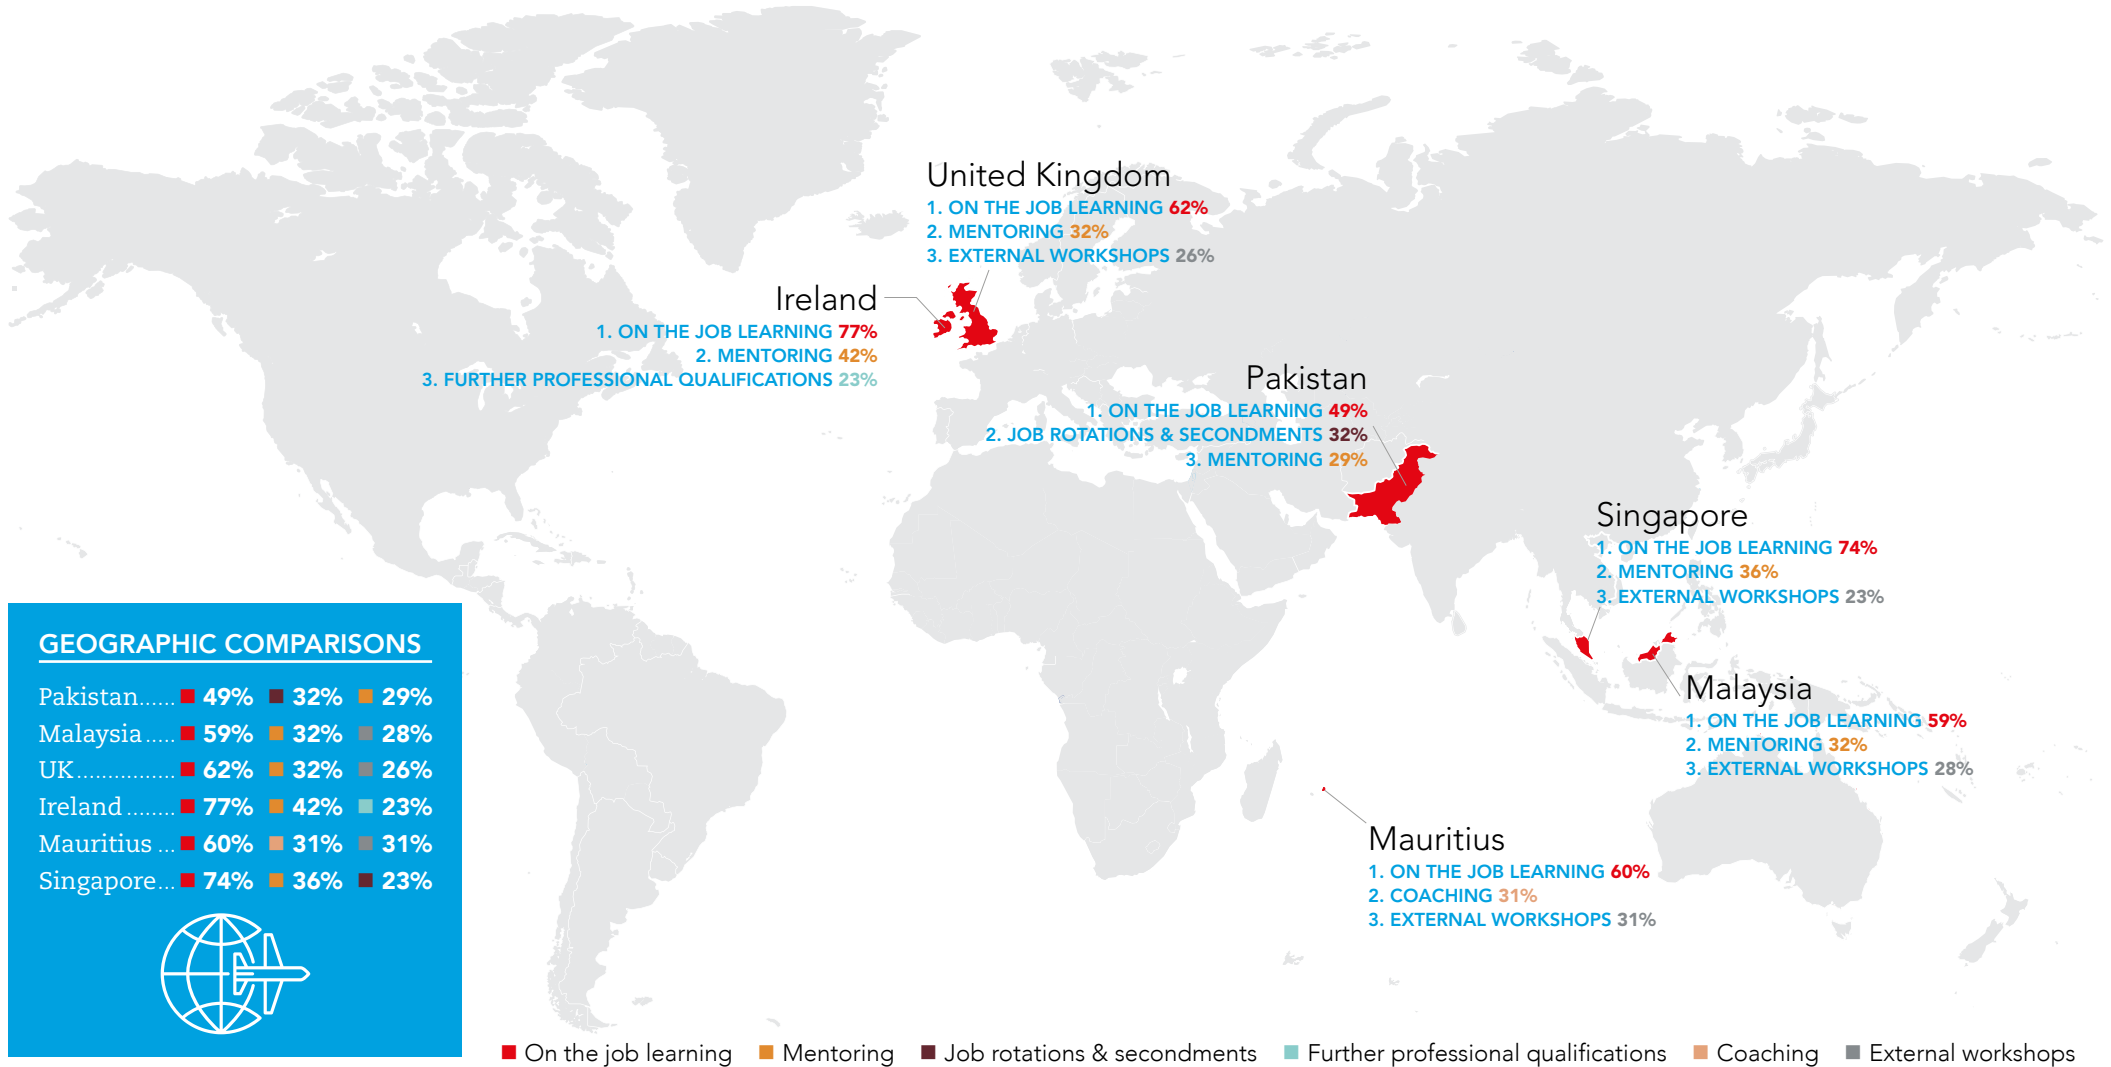 United Kingdom
1. ON THE JOB LEARNING 62%
2. MENTORING 32%
3. EXTERNAL WORKSHOPS 26%
Ireland
1. ON THE JOB LEARNING 77%
2. MENTORING 42%
3. FURTHER PROFESSIONAL QUALIFICATIONS 23%
Pakistan
1. ON THE JOB LEARNING 49%
2. JOB ROTATIONS & SECONDMENTS 32%
3. MENTORING 29%
Singapore
1. ON THE JOB LEARNING 74%
2. MENTORING 36%
3. EXTERNAL WORKSHOPS 23%
Malaysia
1. ON THE JOB LEARNING 59%
2. MENTORING 32%
3. EXTERNAL WORKSHOPS 28%
Mauritius
1. ON THE JOB LEARNING 60%
2. COACHING 31%
3. EXTERNAL WORKSHOPS 31%
GEOGRAPHIC COMPARISONS
Pakistan...... 49% 32% 29%
Malaysia..... 59% 32% 28%
UK................ 62% 32% 26%
Ireland ........ 77% 42% 23%
Mauritius ... 60% 31% 31%
Singapore... 74% 36% 23%
On the job learning Mentoring Job rotations & secondments Further professional qualifications Coaching External workshops